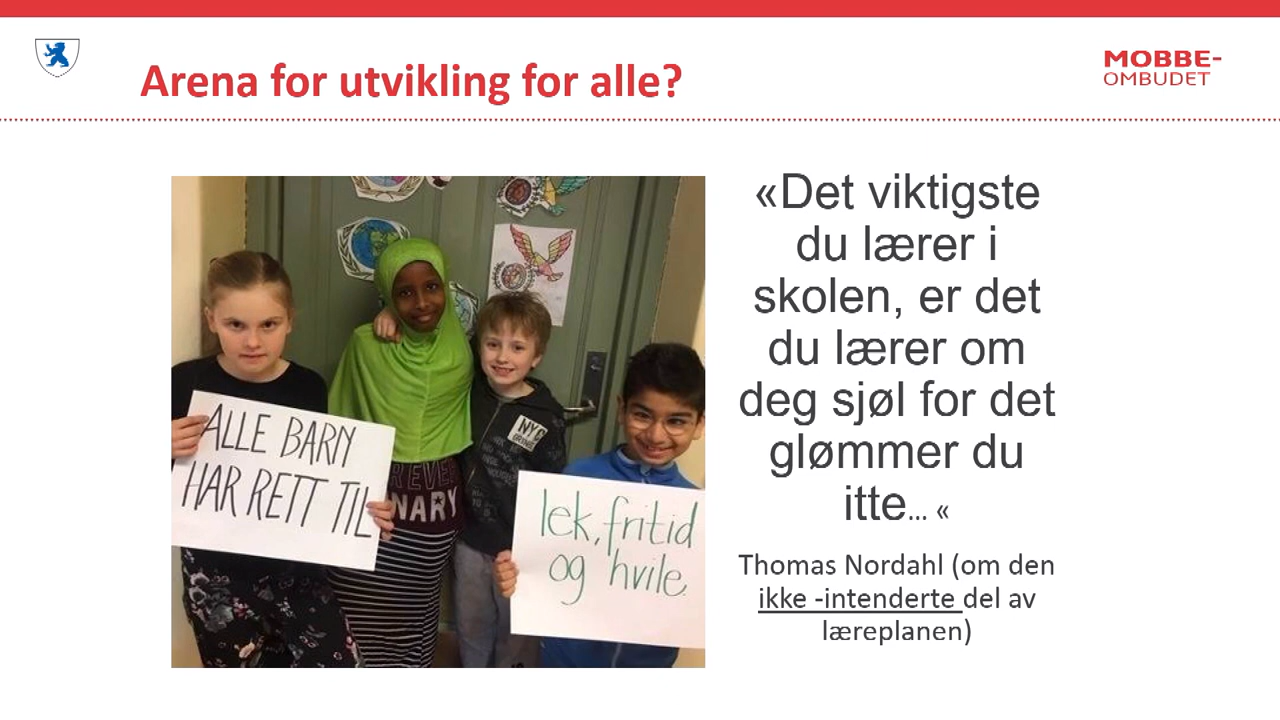 Arena for utvikling for alle?
MOBBE-
OMBUDET
ALLE BARN
HAR RETT TIL
NYC
NARY
lek, fritid
og hvile
«Det viktigste
du lærer i
skolen, er det
du lærer om
deg sjøl for det
glømmer du
itte... «
Thomas Nordahl (om den
ikke -intenderte del av
læreplanen)